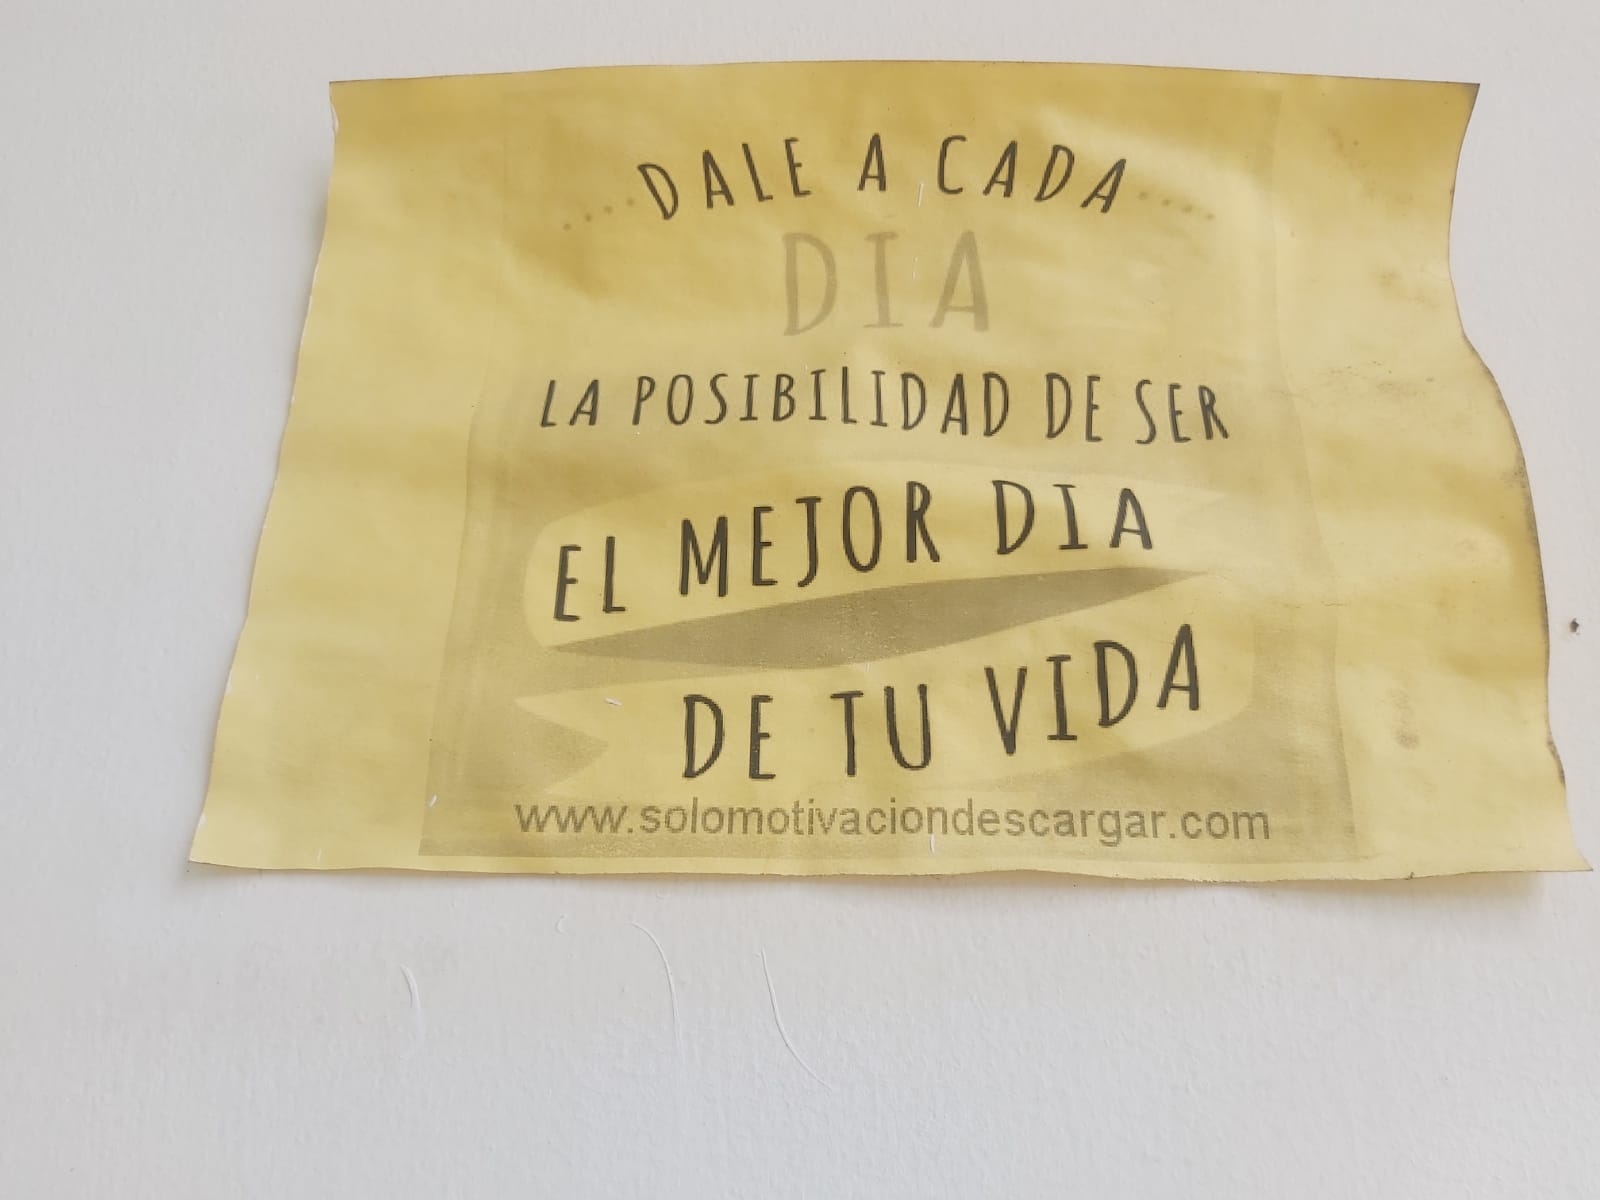 DALE A CADA
DIA
LA POSIBILIDAD DE SER
EL MEJOR DIA
DE TU VIDA
www.solomotivaciondescargar.com